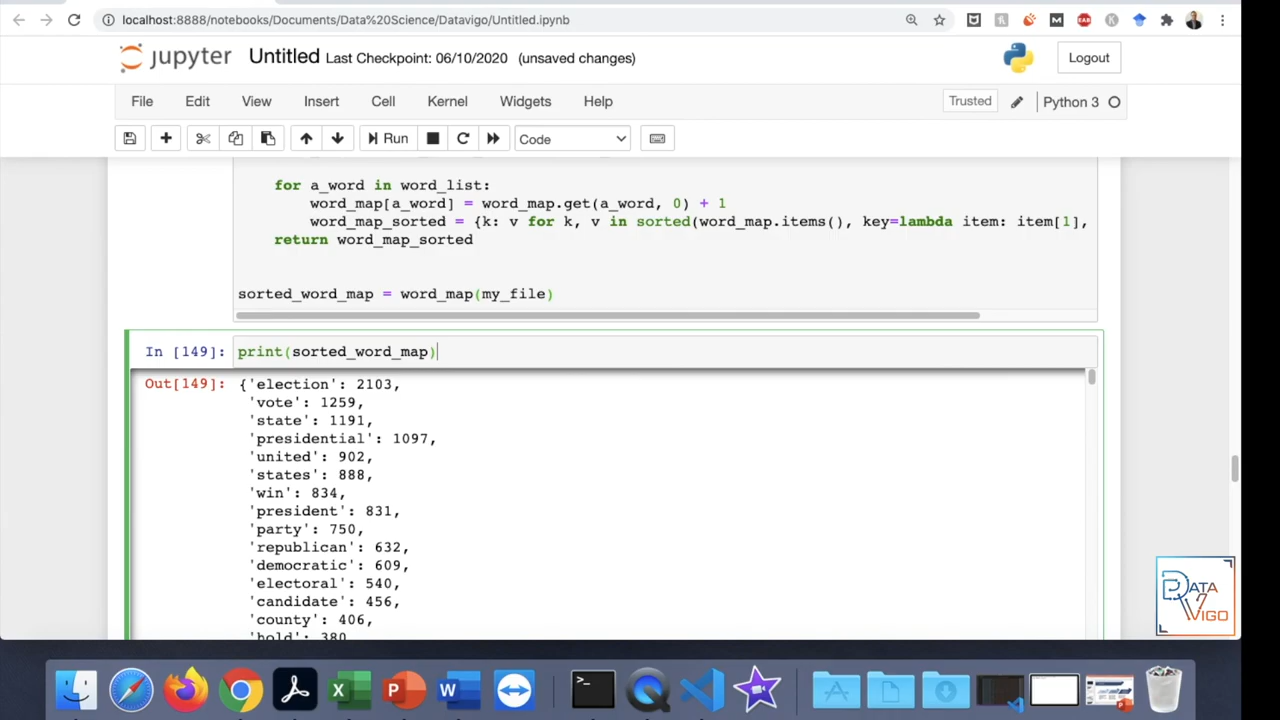 localhost:8888/notebooks/Documents/Data%20Science/Datavigo/Untitled.ipynb
jupyter Untitled Last Checkpoint: 06/10/2020 (unsaved changes) Logout
File Edit View Insert Cell Kernel Widgets Help Trusted Python 3
Run Code
for a_word in word_list:
word_map[a_word] = word_map.get(a_word, 0) + 1
word_map_sorted = {k: v for k, v in sorted(word_map.items(), key=lambda item: item[1],
return word_map_sorted
sorted_word_map = word_map(my_file)
In [149]: print(sorted_word_map)
Out[149]: {'election': 2103,
'vote': 1259,
'state': 1191,
'presidential': 1097,
'united': 902,
'states': 888,
'win': 834,
'president': 831,
'party': 750,
'republican': 632,
'democratic': 609,
'electoral': 540,
'candidate': 456,
'county': 406,
'hold': 380
DATA
VIGO